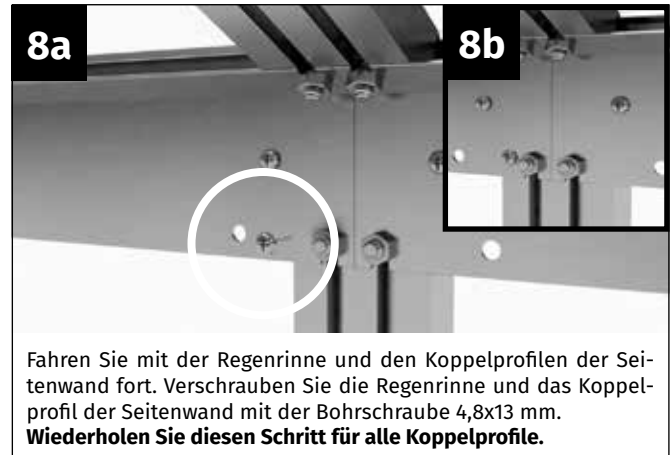 8a
8b
Fahren Sie mit der Regenrinne und den Koppelprofilen der Sei-
tenwand fort. Verschrauben Sie die Regenrinne und das Koppel-
profil der Seitenwand mit der Bohrschraube 4,8x13 mm.
Wiederholen Sie diesen Schritt für alle Koppelprofile.